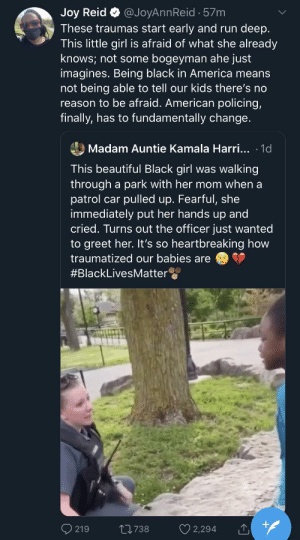 Joy Reid @JoyAnnReid · 57m
These traumas start early and run deep.
This little girl is afraid of what she already
knows; not some bogeyman ahe just
imagines. Being black in America means
not being able to tell our kids there's no
reason to be afraid. American policing,
finally, has to fundamentally change.
Madam Auntie Kamala Harri... · 1d
This beautiful Black girl was walking
through a park with her mom when a
patrol car pulled up. Fearful, she
immediately put her hands up and
cried. Turns out the officer just wanted
to greet her. It's so heartbreaking how
traumatized our babies are 😢💔
#BlackLivesMatter✊🏾
219 738 2,294